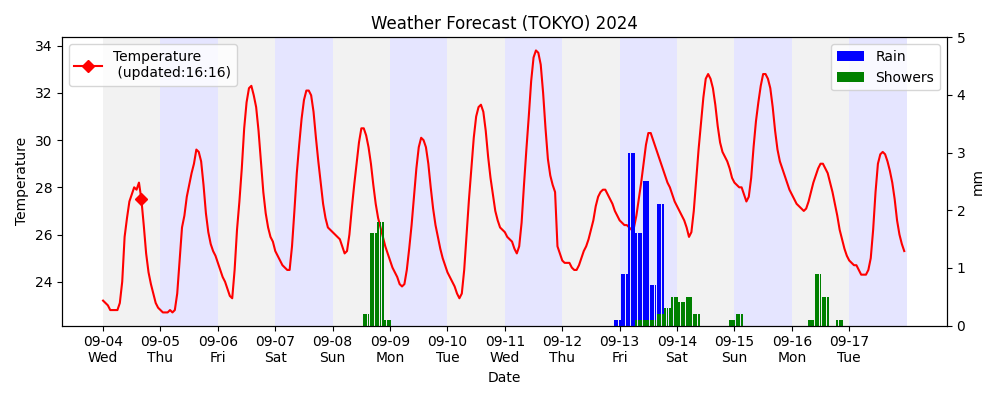 Weather Forecast (TOKYO) 2024
Temperature
(updated:16:16)
Rain
Showers
Temperature
34
32
30
28
26
24
5
4
3
2
1
0
mm
09-04 09-05 09-06 09-07 09-08 09-09 09-10 09-11 09-12 09-13 09-14 09-15 09-16 09-17
Wed Thu Fri Sat Sun Mon Tue Wed Thu Fri Sat Sun Mon Tue
Date